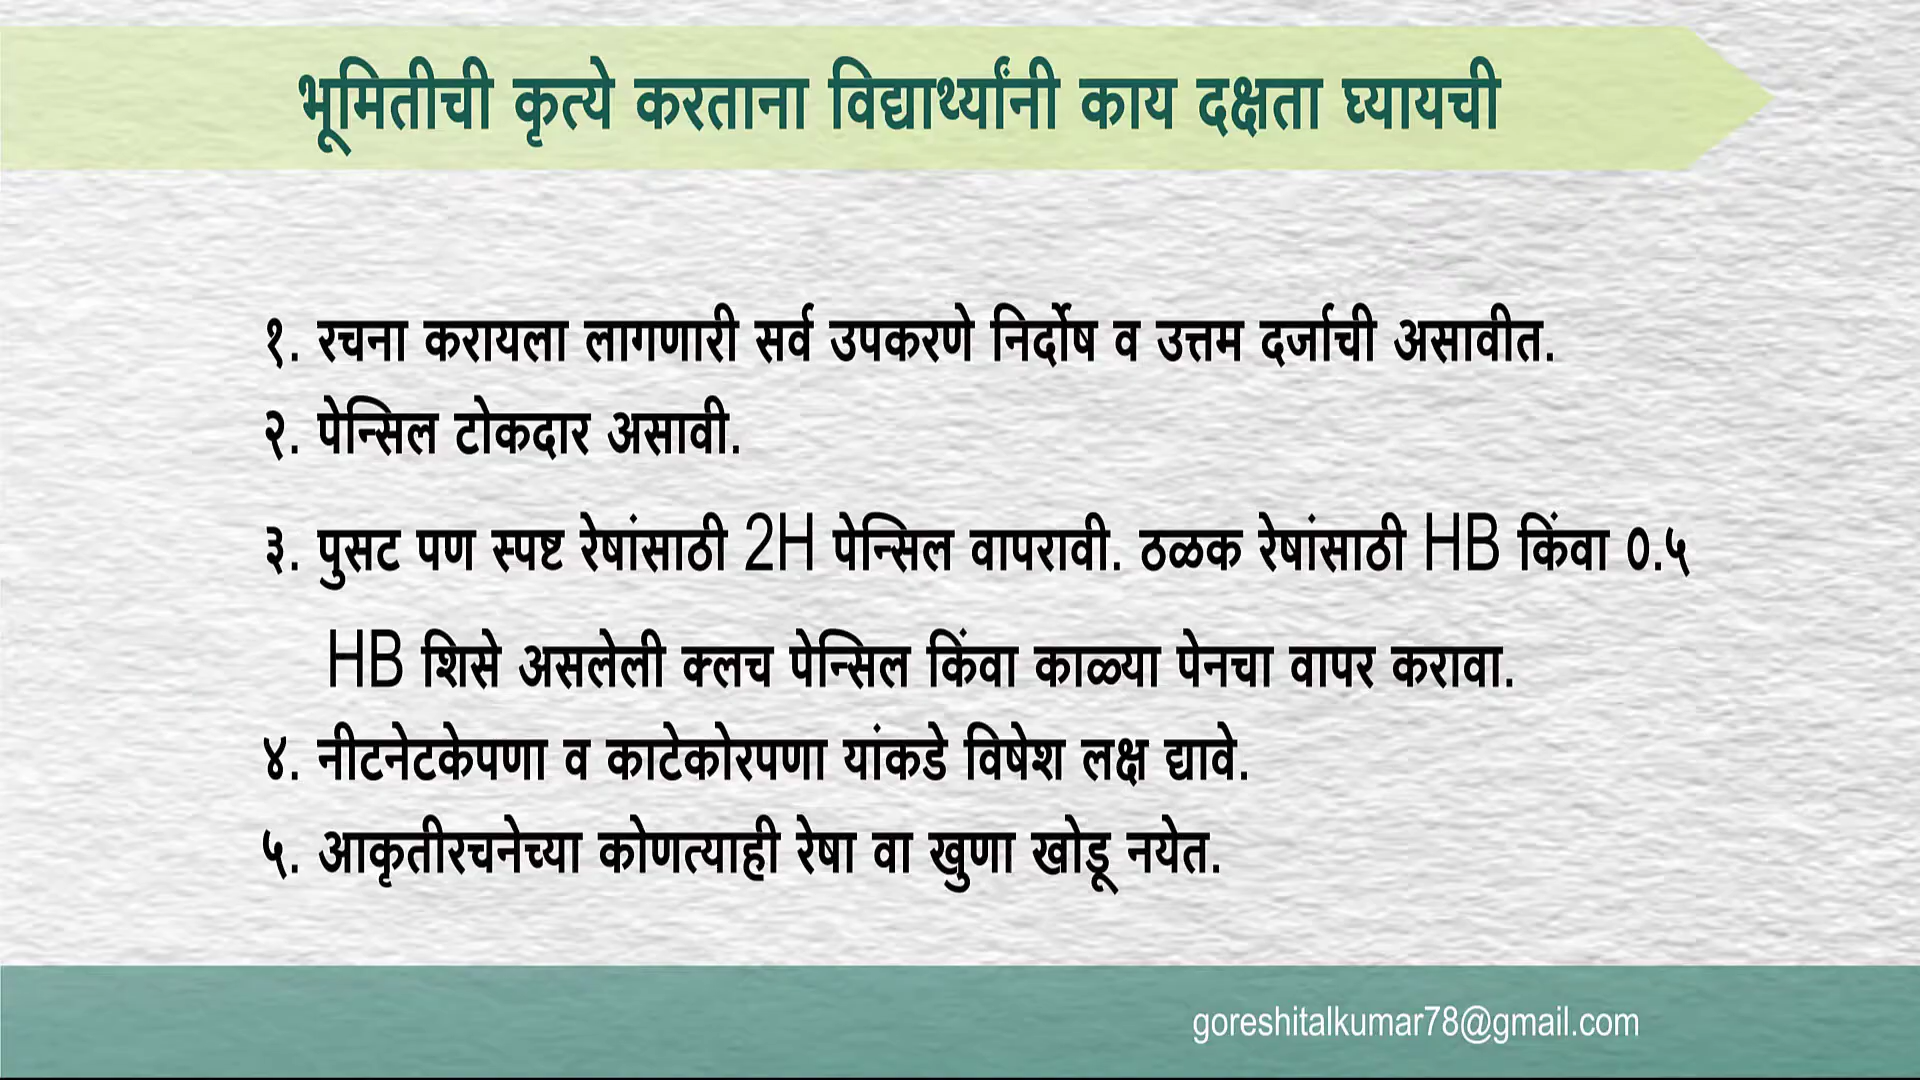 भूमितीची कृत्ये करताना विद्यार्थ्यांनी काय दक्षता घ्यायची
१. रचना करायला लागणारी सर्व उपकरणे निर्दोष व उत्तम दर्जाची असावीत.
२. पेन्सिल टोकदार असावी.
३. पुसट पण स्पष्ट रेषांसाठी 2H पेन्सिल वापरावी. ठळक रेषांसाठी HB किंवा ०.५
HB शिसे असलेली क्लच पेन्सिल किंवा काळ्या पेनचा वापर करावा.
४. नीटनेटकेपणा व काटेकोरपणा यांकडे विषेश लक्ष द्यावे.
५. आकृतीरचनेच्या कोणत्याही रेषा वा खुणा खोडू नयेत.
goreshitalkumar78@gmail.com